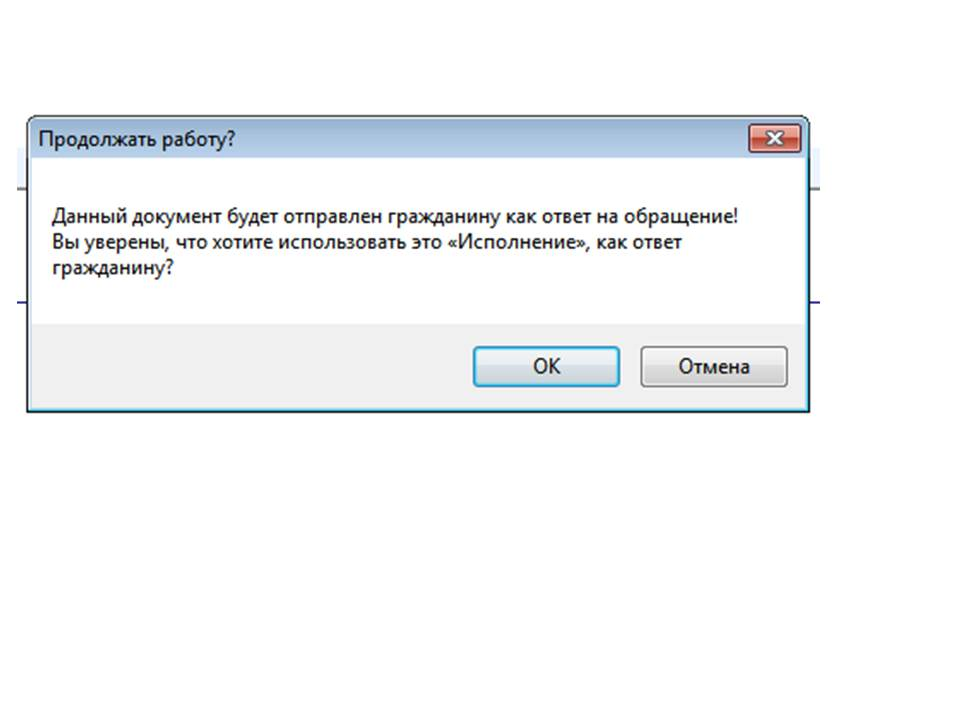 Продолжать работу?
Данный документ будет отправлен гражданину как ответ на обращение!
Вы уверены, что хотите использовать это «Исполнение», как ответ
гражданину?
OK
Отмена